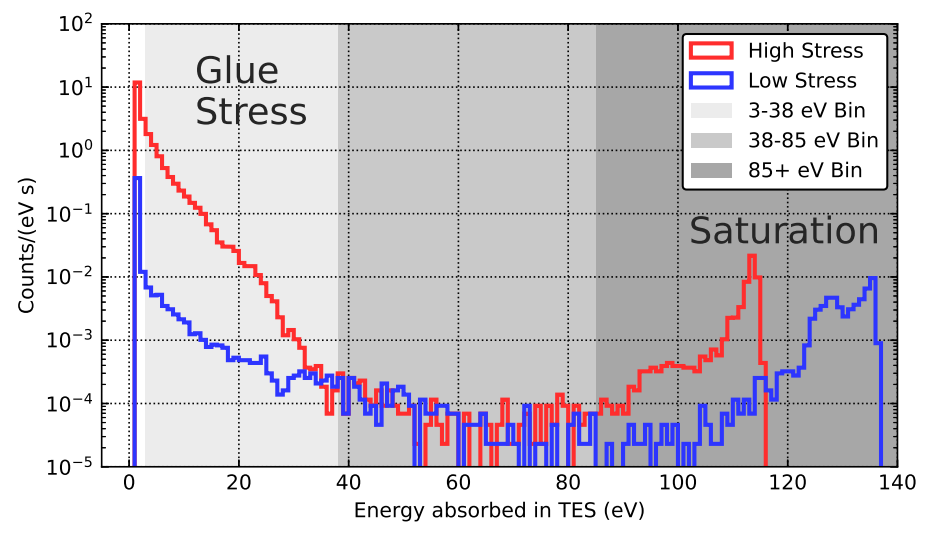 Glue
Stress
Saturation
High Stress
Low Stress
3-38 eV Bin
38-85 eV Bin
85+ eV Bin
Counts/(eV s)
10²
10¹
10⁰
10⁻¹
10⁻²
10⁻³
10⁻⁴
10⁻⁵
0 20 40 60 80 100 120 140
Energy absorbed in TES (eV)